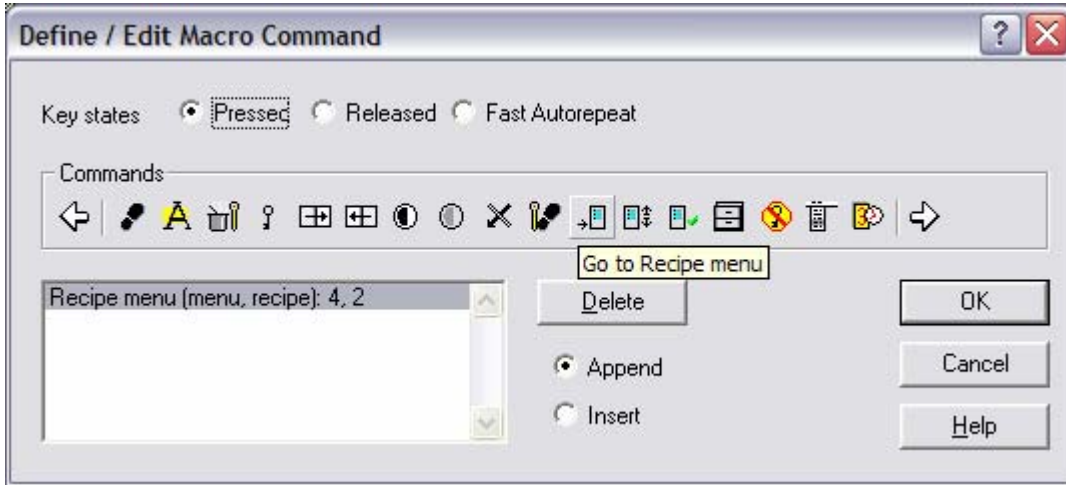 Define / Edit Macro Command
Key states Pressed Released Fast Autorepeat
Commands
Go to Recipe menu
Recipe menu (menu, recipe): 4, 2
Delete
OK
Append
Cancel
Insert
Help